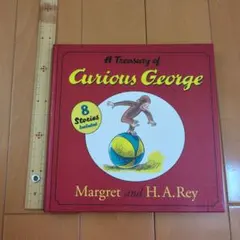 A Treasury of
Curious George
8
Stories
Included!
Margret and H.A.Rey